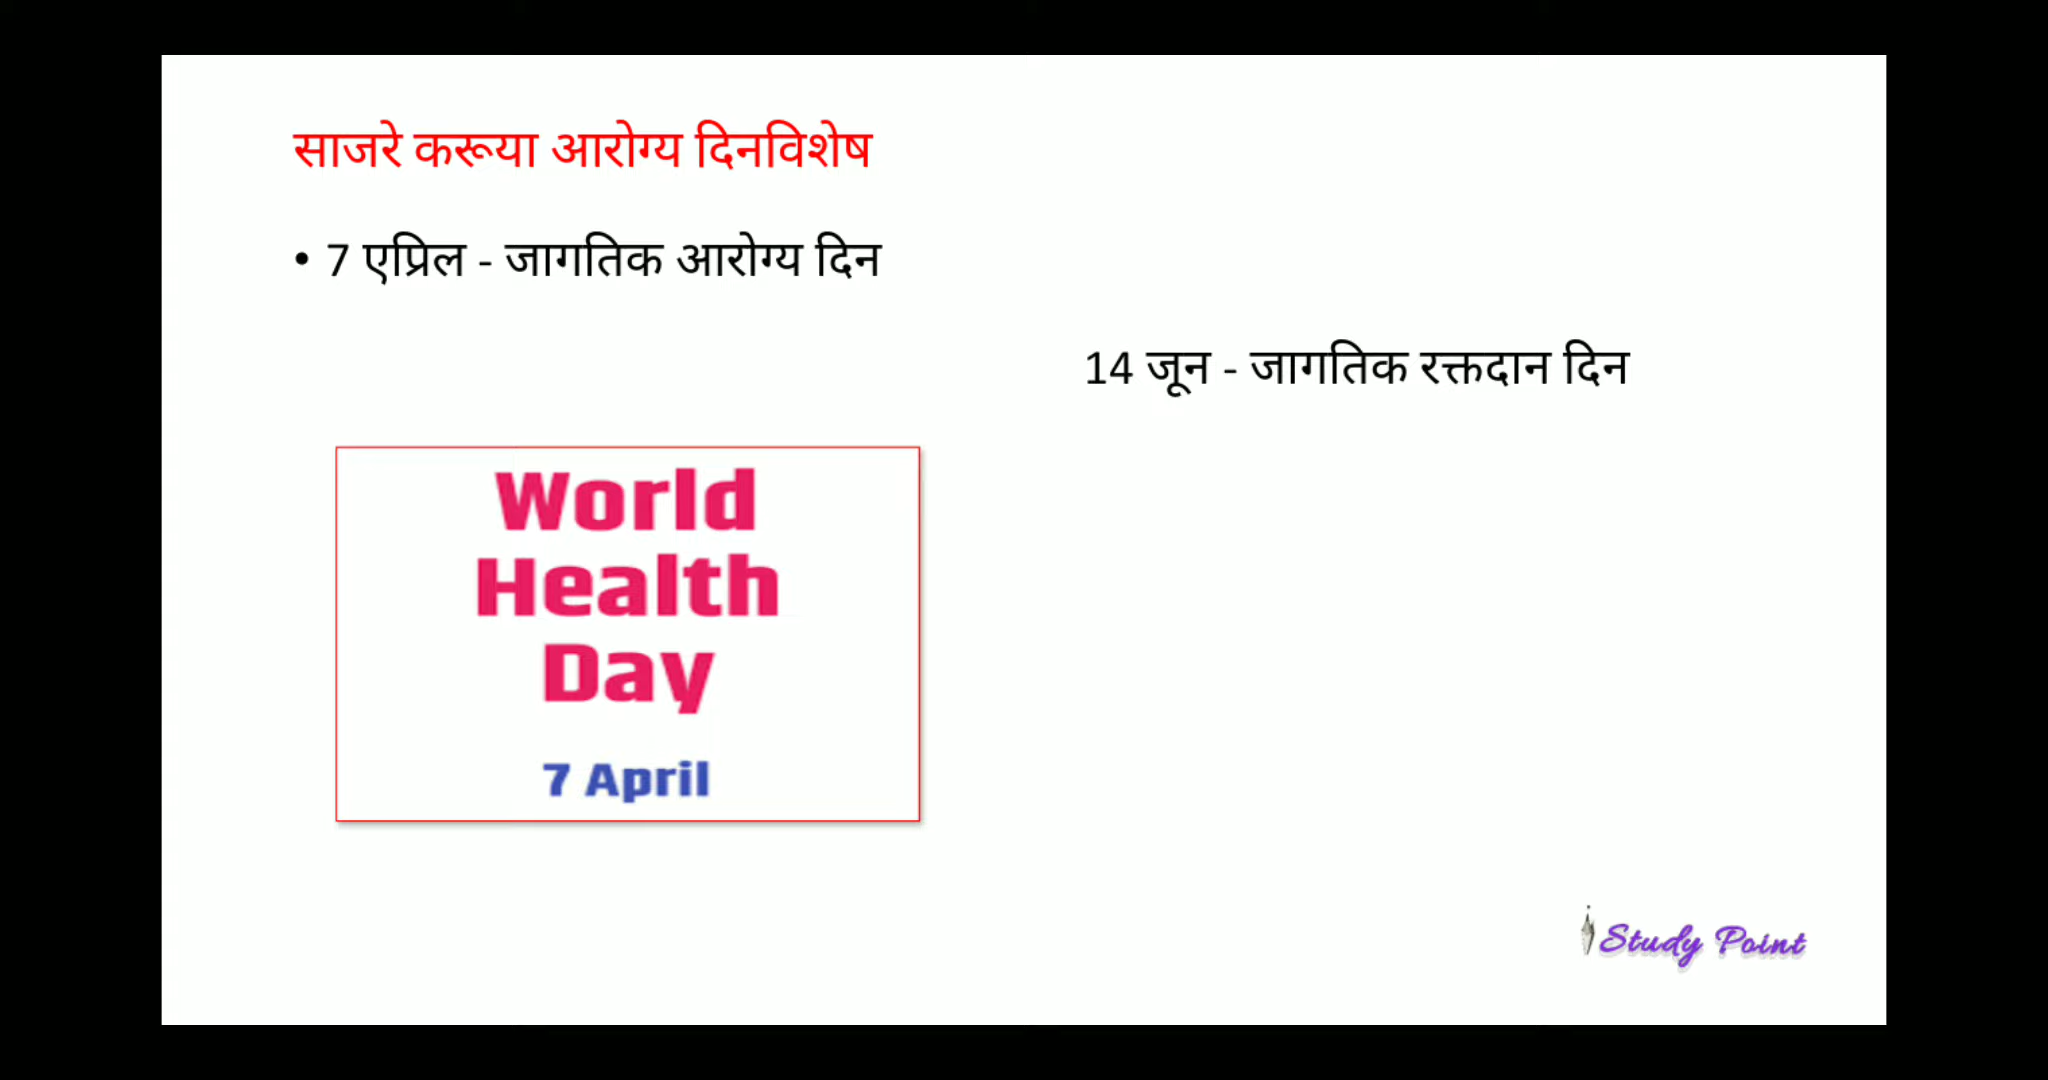 साजरे करूया आरोग्य दिनविशेष
• 7 एप्रिल - जागतिक आरोग्य दिन
14 जून - जागतिक रक्तदान दिन
World
Health
Day
7 April
Study Point